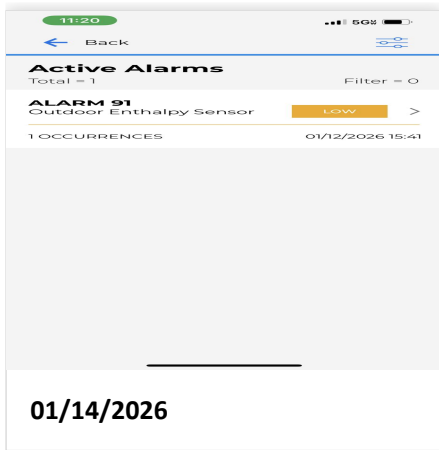 11:20
5G
Back
Active Alarms
Total = 1 Filter = 0
ALARM 91
Outdoor Enthalpy Sensor LOW >
1 OCCURRENCES 01/12/2026 15:41
01/14/2026